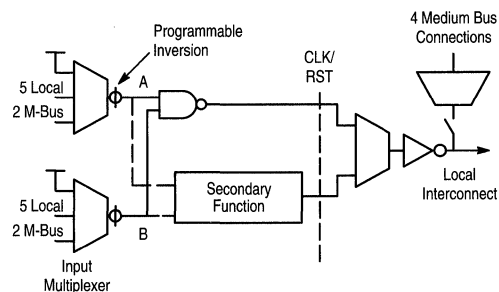 4 Medium Bus
Connections
Programmable
Inversion
CLK/
RST
A
5 Local
2 M-Bus
Secondary
Function
Local
Interconnect
5 Local
2 M-Bus
B
Input
Multiplexer